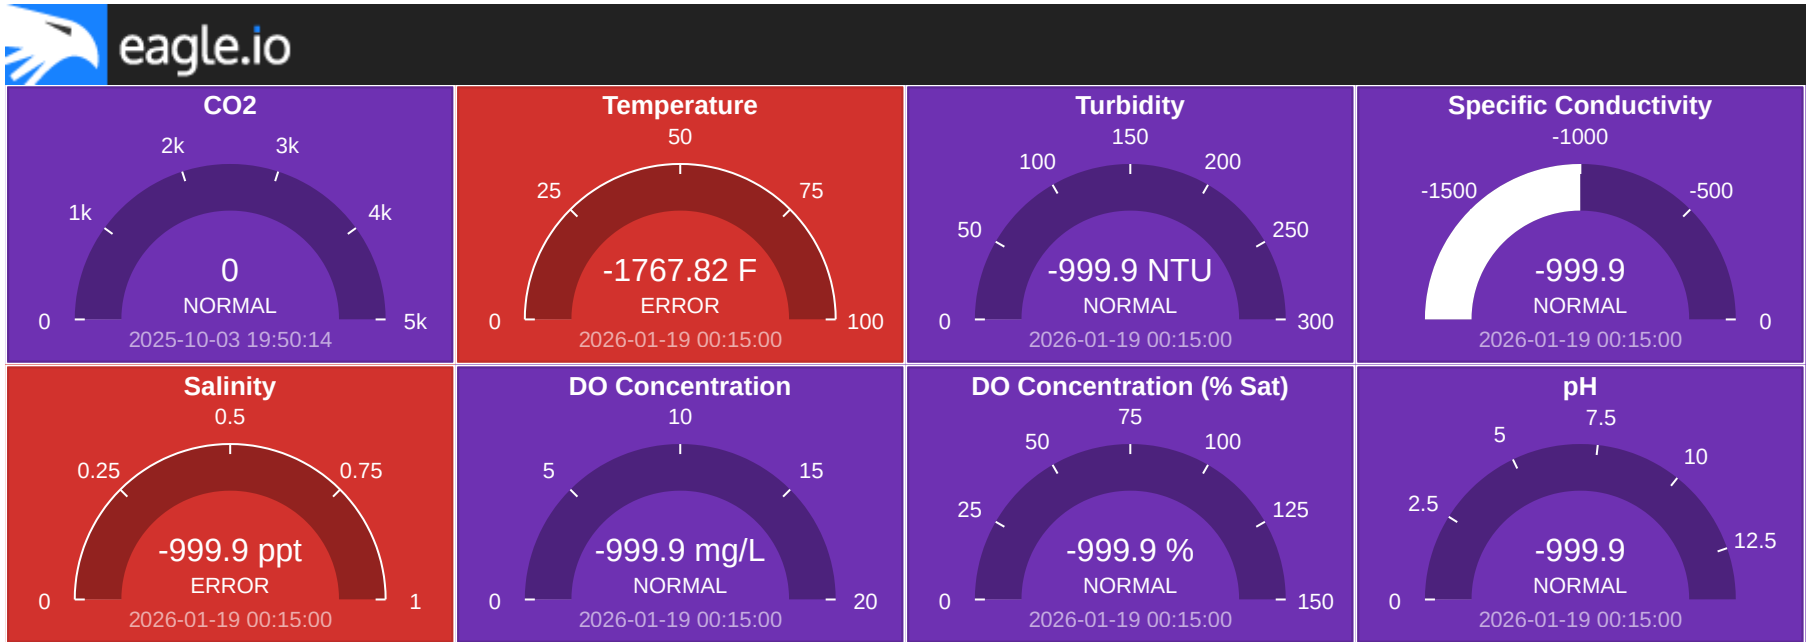 eagle.io
CO2
0
1k
2k
3k
4k
5k
0
NORMAL
2025-10-03 19:50:14
Temperature
0
25
50
75
100
-1767.82 F
ERROR
2026-01-19 00:15:00
Turbidity
0
50
100
150
200
250
300
-999.9 NTU
NORMAL
2026-01-19 00:15:00
Specific Conductivity
-1500
-1000
-500
0
-999.9
NORMAL
2026-01-19 00:15:00
Salinity
0
0.25
0.5
0.75
1
-999.9 ppt
ERROR
2026-01-19 00:15:00
DO Concentration
0
5
10
15
20
-999.9 mg/L
NORMAL
2026-01-19 00:15:00
DO Concentration (% Sat)
0
25
50
75
100
125
150
-999.9 %
NORMAL
2026-01-19 00:15:00
pH
0
2.5
5
7.5
10
12.5
-999.9
NORMAL
2026-01-19 00:15:00